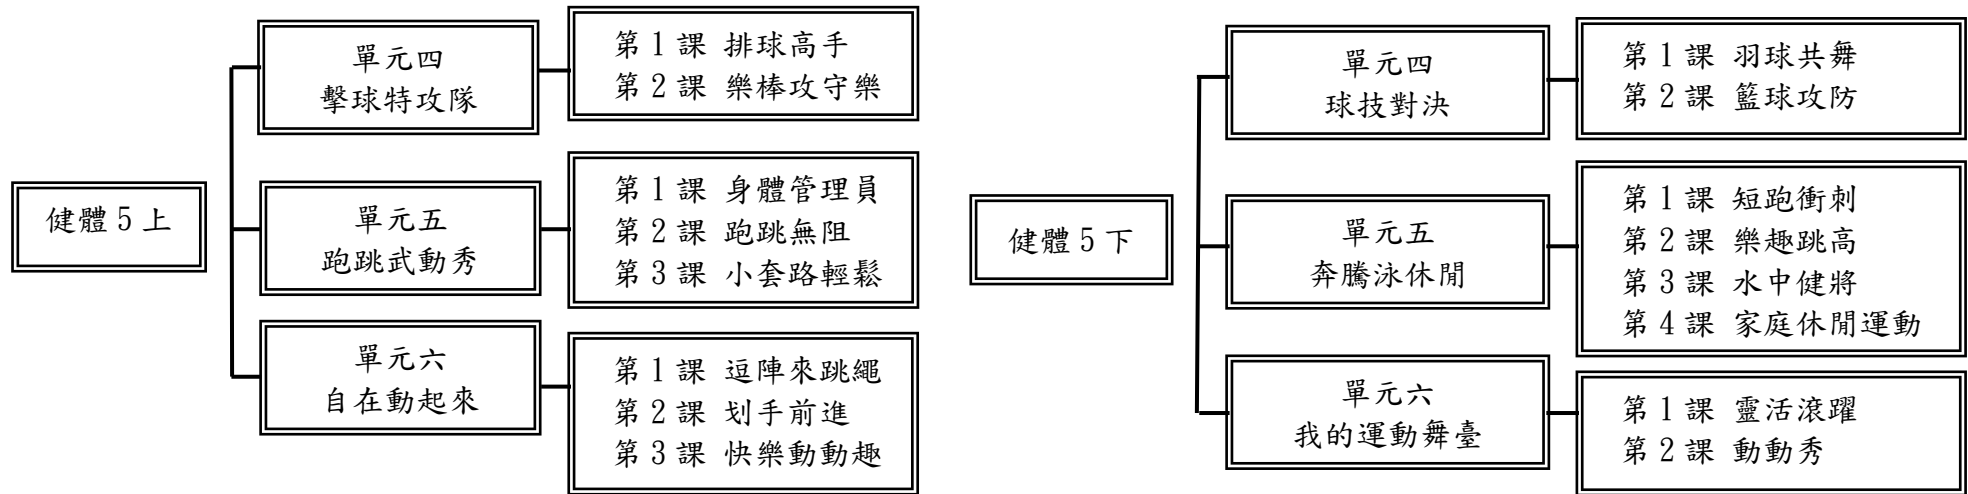 健體5上
單元四
擊球特攻隊
第1課 排球高手
第2課 樂棒攻守樂
單元五
跑跳武動秀
第1課 身體管理員
第2課 跑跳無阻
第3課 小套路輕鬆
單元六
自在動起來
第1課 逗陣來跳繩
第2課 划手前進
第3課 快樂動動趣
健體5下
單元四
球技對決
第1課 羽球共舞
第2課 籃球攻防
單元五
奔騰泳休閒
第1課 短跑衝刺
第2課 樂趣跳高
第3課 水中健將
第4課 家庭休閒運動
單元六
我的運動舞臺
第1課 靈活滾躍
第2課 動動秀